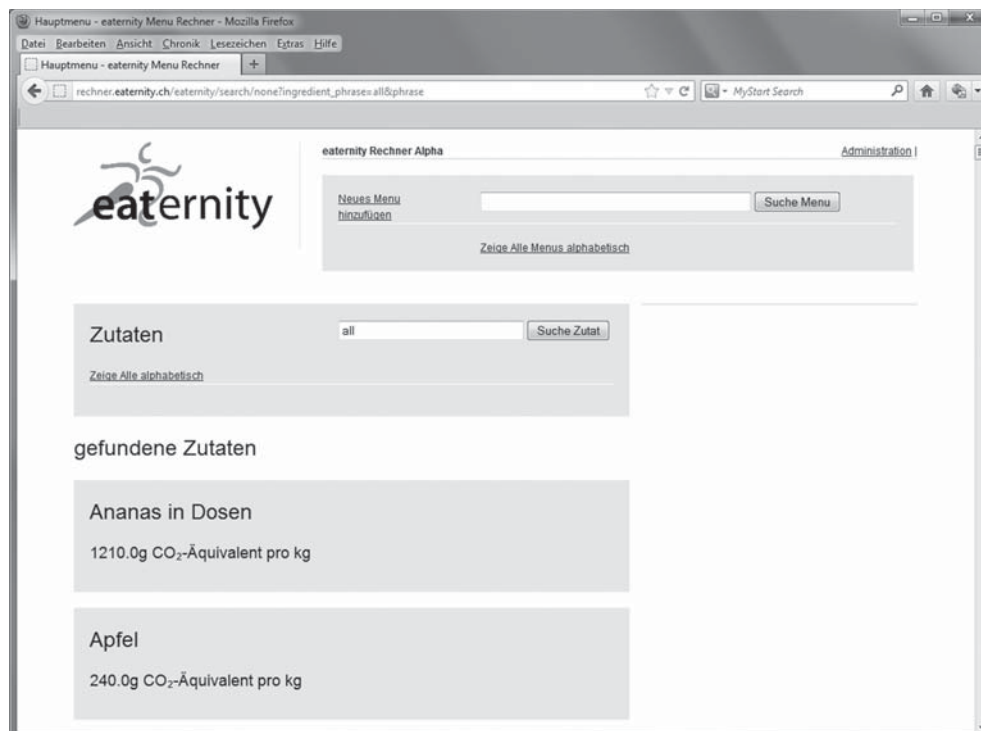 Hauptmenu - eaternity Menu Rechner - Mozilla Firefox
Datei Bearbeiten Ansicht Chronik Lesezeichen Extras Hilfe
Hauptmenu - eaternity Menu Rechner +
rechner.eaternity.ch/eaternity/search/none?ingredient_phrase=all&phrase MyStart Search
eaternity
eaternity Rechner Alpha Administration |
Neues Menu
hinzufügen
Suche Menu
Zeige Alle Menus alphabetisch
Zutaten all Suche Zutat
Zeige Alle alphabetisch
gefundene Zutaten
Ananas in Dosen
1210.0g CO₂-Äquivalent pro kg
Apfel
240.0g CO₂-Äquivalent pro kg